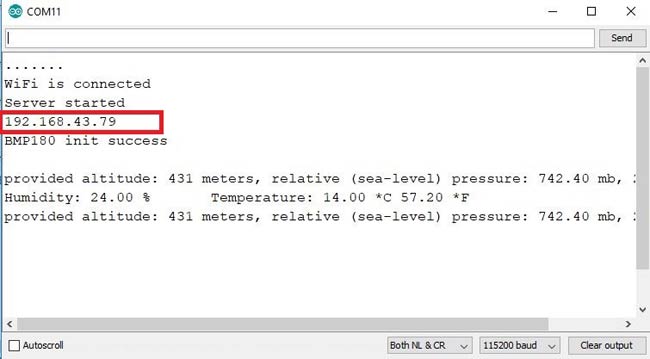 COM11
Send
.......
WiFi is connected
Server started
192.168.43.79
BMP180 init success
provided altitude: 431 meters, relative (sea-level) pressure: 742.40 mb,
Humidity: 24.00 % Temperature: 14.00 *C 57.20 *F
provided altitude: 431 meters, relative (sea-level) pressure: 742.40 mb,
Autoscroll
Both NL & CR
115200 baud
Clear output